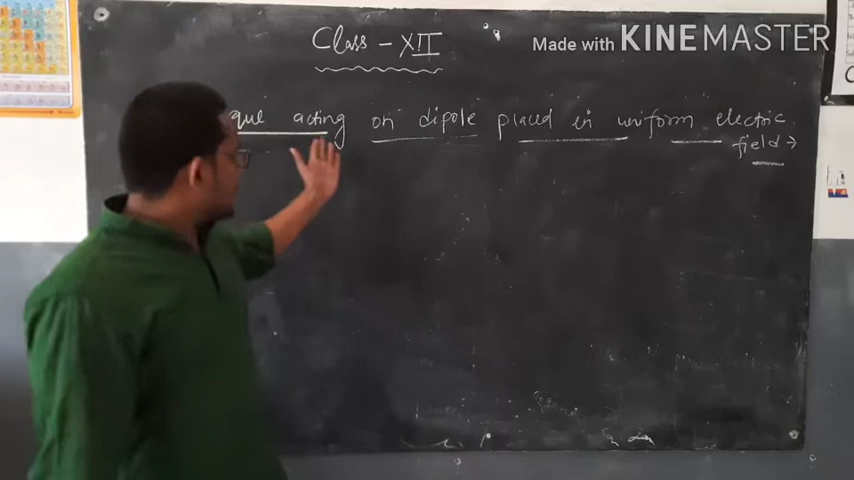 Made with KINEMASTER
Class - XII
que acting on dipole placed in uniform electric
field →